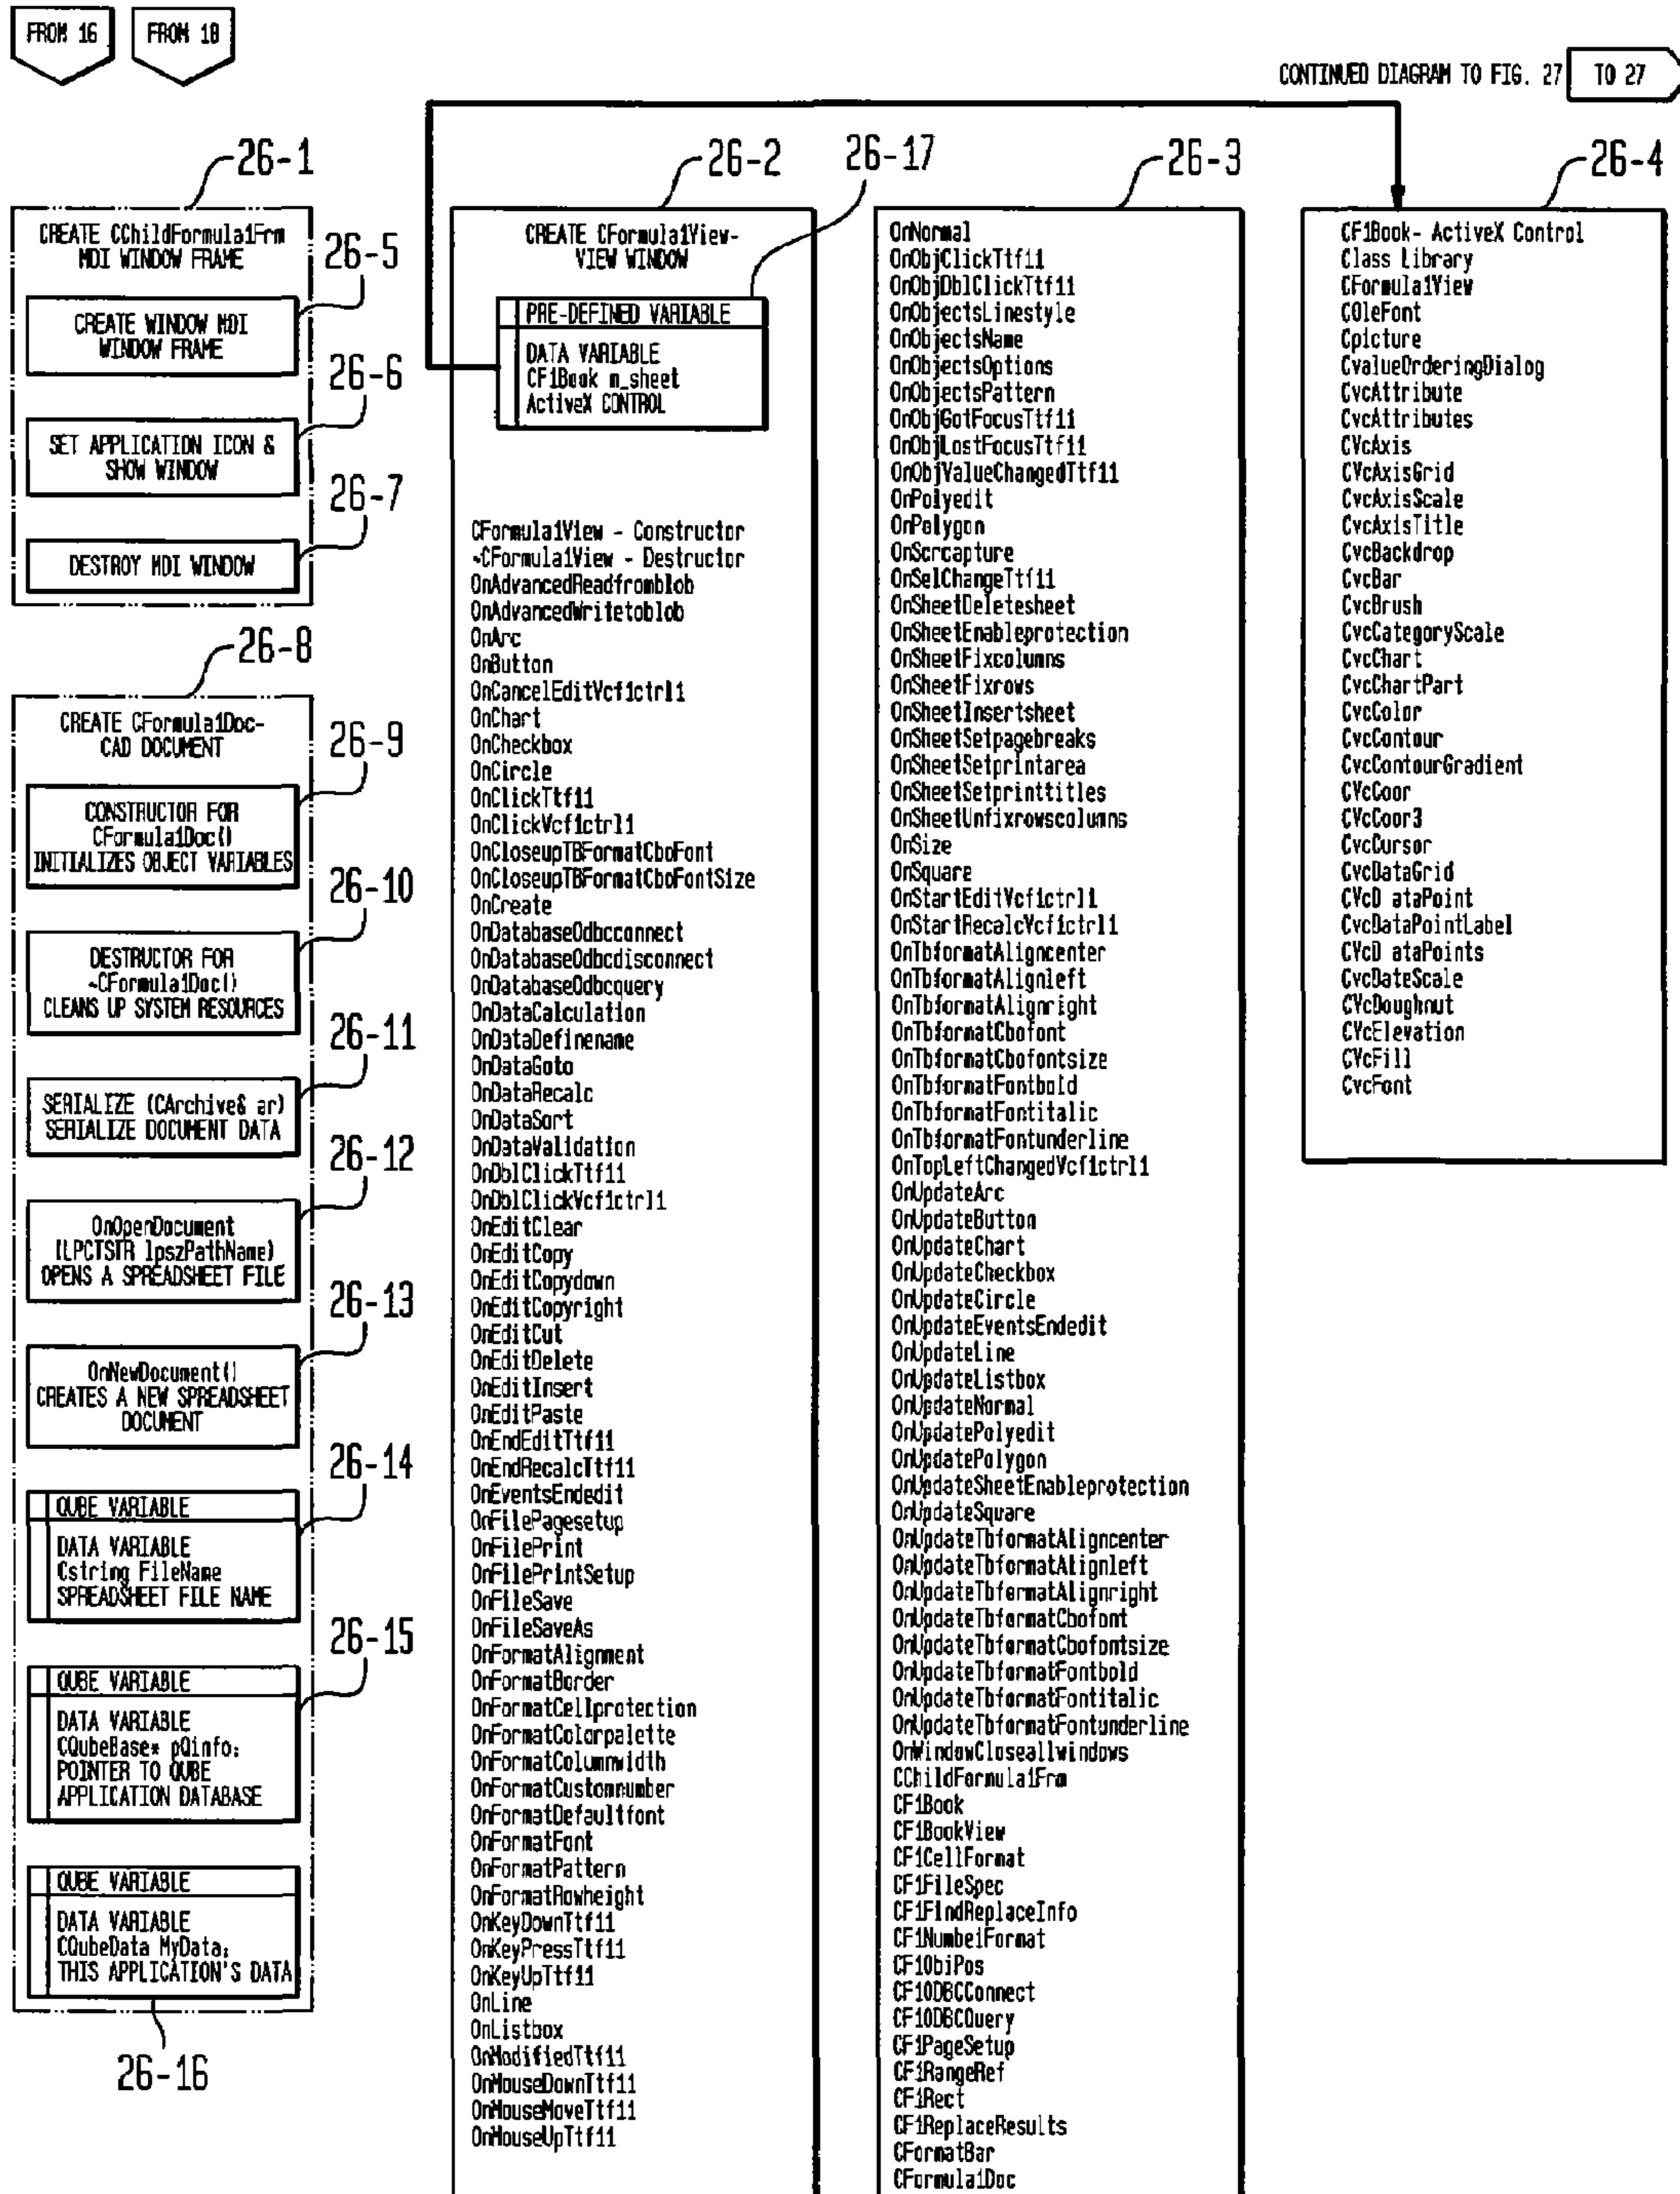 FROM 16
FROM 18
CONTINUED DIAGRAM TO FIG. 27
TO 27
26-1
CREATE CChildFormula1Frm
MDI WINDOW FRAME
26-5
CREATE WINDOW MDI
WINDOW FRAME
26-6
SET APPLICATION ICON &
SHOW WINDOW
26-7
DESTROY MDI WINDOW
26-8
CREATE CFormula1Doc-
CAD DOCUMENT
26-9
CONSTRUCTOR FOR
CFormula1Doc()
INITIALIZES OBJECT VARIABLES
26-10
DESTRUCTOR FOR
~CFormula1Doc()
CLEANS UP SYSTEM RESOURCES
26-11
SERIALIZE (CArchive& ar)
SERIALIZE DOCUMENT DATA
26-12
OnOpenDocument
(LPCTSTR lpszPathName)
OPENS A SPREADSHEET FILE
26-13
OnNewDocument()
CREATES A NEW SPREADSHEET
DOCUMENT
26-14
QUBE VARIABLE
DATA VARIABLE
Cstring FileName
SPREADSHEET FILE NAME
26-15
QUBE VARIABLE
DATA VARIABLE
CQubeBase* pQinfo;
POINTER TO QUBE
APPLICATION DATABASE
QUBE VARIABLE
DATA VARIABLE
CQubeData MyData;
THIS APPLICATION'S DATA
26-16
26-2
26-17
CREATE CFormula1View-
VIEW WINDOW
PRE-DEFINED VARIABLE
DATA VARIABLE
CF1Book m_sheet
ActiveX CONTROL
CFormula1View - Constructor
~CFormula1View - Destructor
OnAdvancedReadfromblob
OnAdvancedWritetoblob
OnArc
OnButton
OnCancelEditVcf1ctrl1
OnChart
OnCheckbox
OnCircle
OnClickTtf11
OnClickVcf1ctrl1
OnCloseupTBFormatCboFont
OnCloseupTBFormatCboFontSize
OnCreate
OnDatabaseOdbcconnect
OnDatabaseOdbcdisconnect
OnDatabaseOdbcquery
OnDataCalculation
OnDataDefinename
OnDataGoto
OnDataRecalc
OnDataSort
OnDataValidation
OnDblClickTtf11
OnDblClickVcf1ctrl1
OnEditClear
OnEditCopy
OnEditCopydown
OnEditCopyright
OnEditCut
OnEditDelete
OnEditInsert
OnEditPaste
OnEndEditTtf11
OnEndRecalcTtf11
OnEventsEndedit
OnFilePagesetup
OnFilePrint
OnFilePrintSetup
OnFileSave
OnFileSaveAs
OnFormatAlignment
OnFormatBorder
OnFormatCellprotection
OnFormatColorpalette
OnFormatColumnwidth
OnFormatCustomnumber
OnFormatDefaultfont
OnFormatFont
OnFormatPattern
OnFormatRowheight
OnKeyDownTtf11
OnKeyPressTtf11
OnKeyUpTtf11
OnLine
OnListbox
OnModifiedTtf11
OnMouseDownTtf11
OnMouseMoveTtf11
OnMouseUpTtf11
26-3
OnNormal
OnObjClickTtf11
OnObjDblClickTtf11
OnObjectsLinestyle
OnObjectsName
OnObjectsOptions
OnObjectsPattern
OnObjGotFocusTtf11
OnObjLostFocusTtf11
OnObjValueChangedTtf11
OnPolyedit
OnPolygon
OnScrcapture
OnSelChangeTtf11
OnSheetDeletesheet
OnSheetEnableprotection
OnSheetFixcolumns
OnSheetFixrows
OnSheetInsertsheet
OnSheetSetpagebreaks
OnSheetSetprintarea
OnSheetSetprinttitles
OnSheetUnfixrowscolumns
OnSize
OnSquare
OnStartEditVcf1ctrl1
OnStartRecalcVcf1ctrl1
OnTbformatAligncenter
OnTbformatAlignleft
OnTbformatAlignright
OnTbformatCbofont
OnTbformatCbofontsize
OnTbformatFontbold
OnTbformatFontitalic
OnTbformatFontunderline
OnTopLeftChangedVcf1ctrl1
OnUpdateArc
OnUpdateButton
OnUpdateChart
OnUpdateCheckbox
OnUpdateCircle
OnUpdateEventsEndedit
OnUpdateLine
OnUpdateListbox
OnUpdateNormal
OnUpdatePolyedit
OnUpdatePolygon
OnUpdateSheetEnableprotection
OnUpdateSquare
OnUpdateTbformatAligncenter
OnUpdateTbformatAlignleft
OnUpdateTbformatAlignright
OnUpdateTbformatCbofont
OnUpdateTbformatCbofontsize
OnUpdateTbformatFontbold
OnUpdateTbformatFontitalic
OnUpdateTbformatFontunderline
OnWindowCloseallwindows
CChildFormula1Frm
CF1Book
CF1BookView
CF1CellFormat
CF1FileSpec
CF1FindReplaceInfo
CF1NumbeiFormat
CF1ObiPos
CF1ODBCConnect
CF1ODBCQuery
CF1PageSetup
CF1RangeRef
CF1Rect
CF1ReplaceResults
CFormatBar
CFormula1Doc
26-4
CF1Book- ActiveX Control
Class Library
CFormula1View
COleFont
Cpicture
CvalueOrderingDialog
CvcAttribute
CvcAttributes
CVcAxis
CVcAxisGrid
CvcAxisScale
CvcAxisTitle
CvcBackdrop
CvcBar
CvcBrush
CvcCategoryScale
CvcChart
CvcChartPart
CvcColor
CvcContour
CvcContourGradient
CVcCoor
CVcCoor3
CvcCursor
CvcDataGrid
CVcD ataPoint
CvcDataPointLabel
CVcD ataPoints
CvcDateScale
CVcDoughnut
CVcElevation
CVcFill
CvcFont